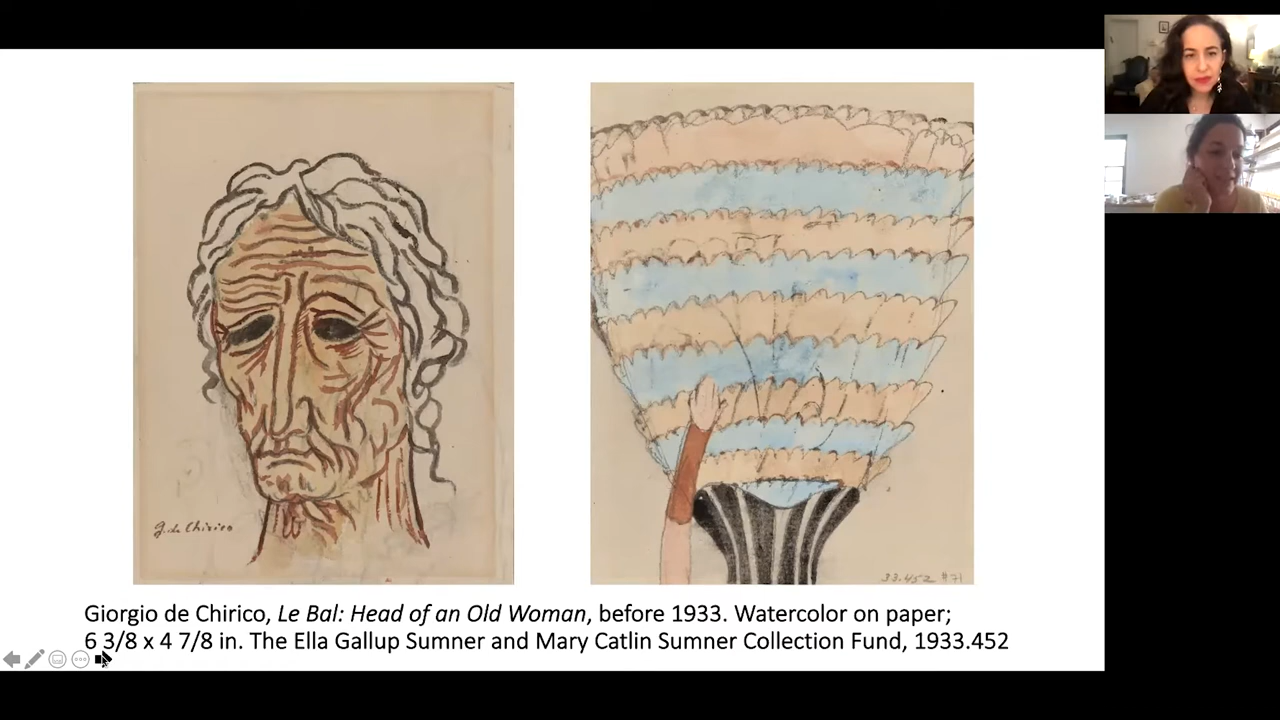 g. de Chirico
33.452 #71
Giorgio de Chirico, Le Bal: Head of an Old Woman, before 1933. Watercolor on paper;
6 3/8 x 4 7/8 in. The Ella Gallup Sumner and Mary Catlin Sumner Collection Fund, 1933.452